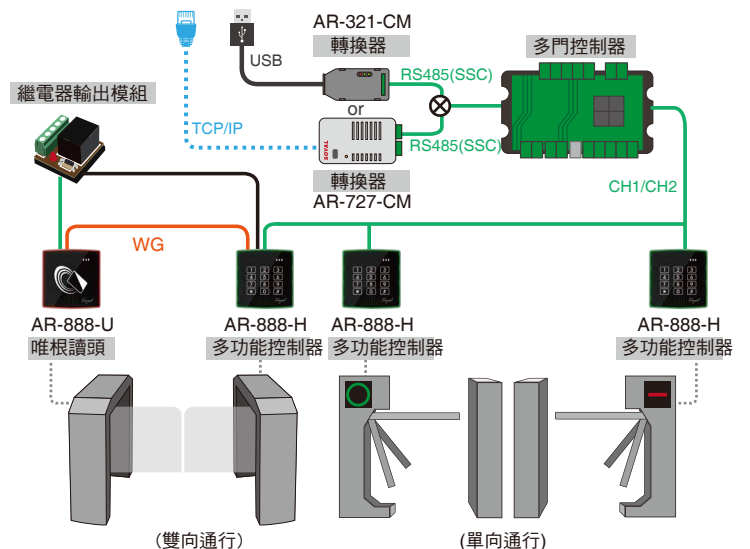 AR-321-CM
轉換器
多門控制器
USB
RS485(SSC)
繼電器輸出模組
or
TCP/IP
SOYAL
RS485(SSC)
轉換器
AR-727-CM
CH1/CH2
WG
AR-888-U
唯根讀頭
AR-888-H
多功能控制器
AR-888-H
多功能控制器
AR-888-H
多功能控制器
(雙向通行)
(單向通行)